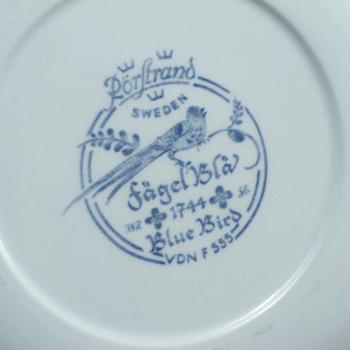 Rörstrand
SWEDEN
Fågel Blå
1744
Blue Bird
VDN F 555